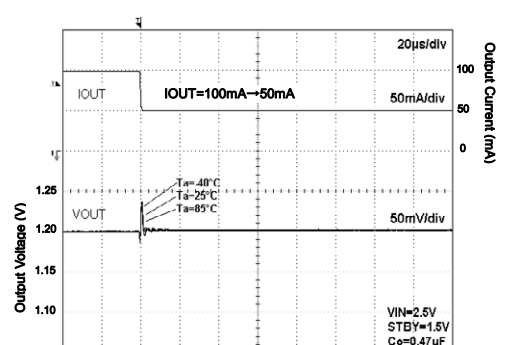 20µs/div
100
IOUT
IOUT=100mA→50mA
50mA/div
50
0
Output Current (mA)
Ta=-40°C
1.25
Ta=25°C
Ta=85°C
VOUT
50mV/div
1.20
Output Voltage (V)
1.15
1.10
VIN=2.5V
STBY=1.5V
Co=0.47uF